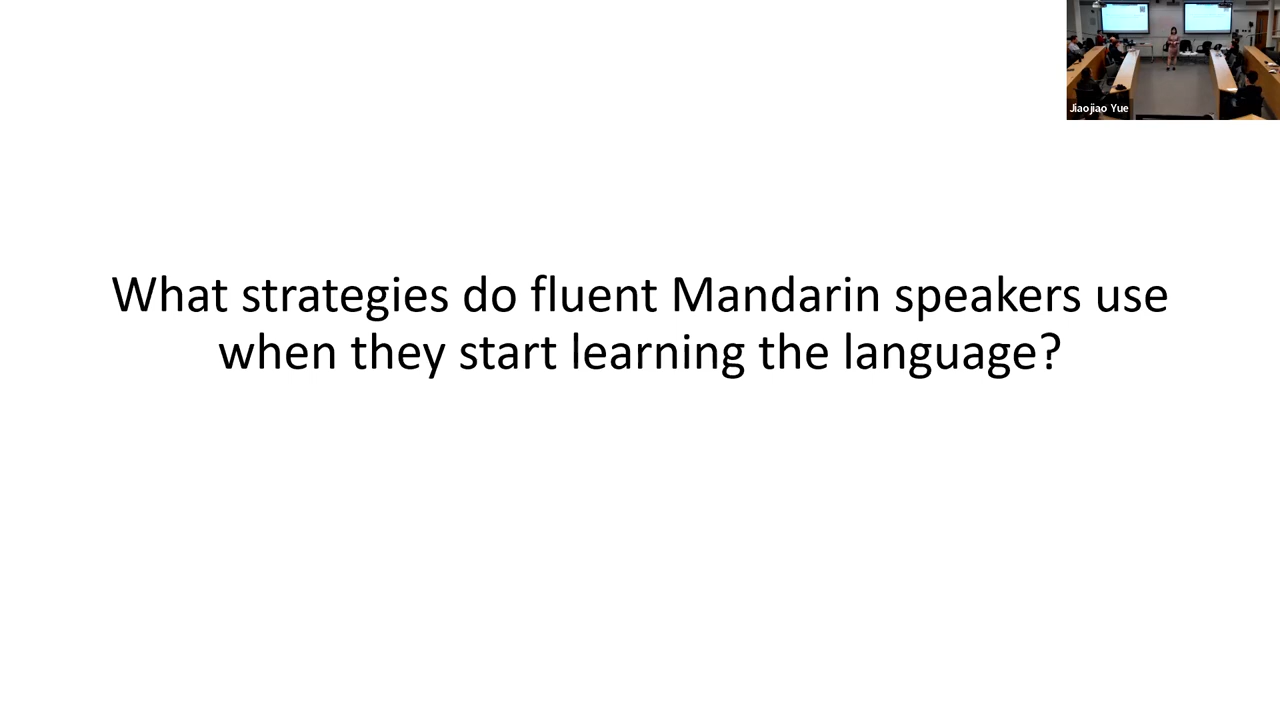 Jiaojiao Yue
What strategies do fluent Mandarin speakers use
when they start learning the language?